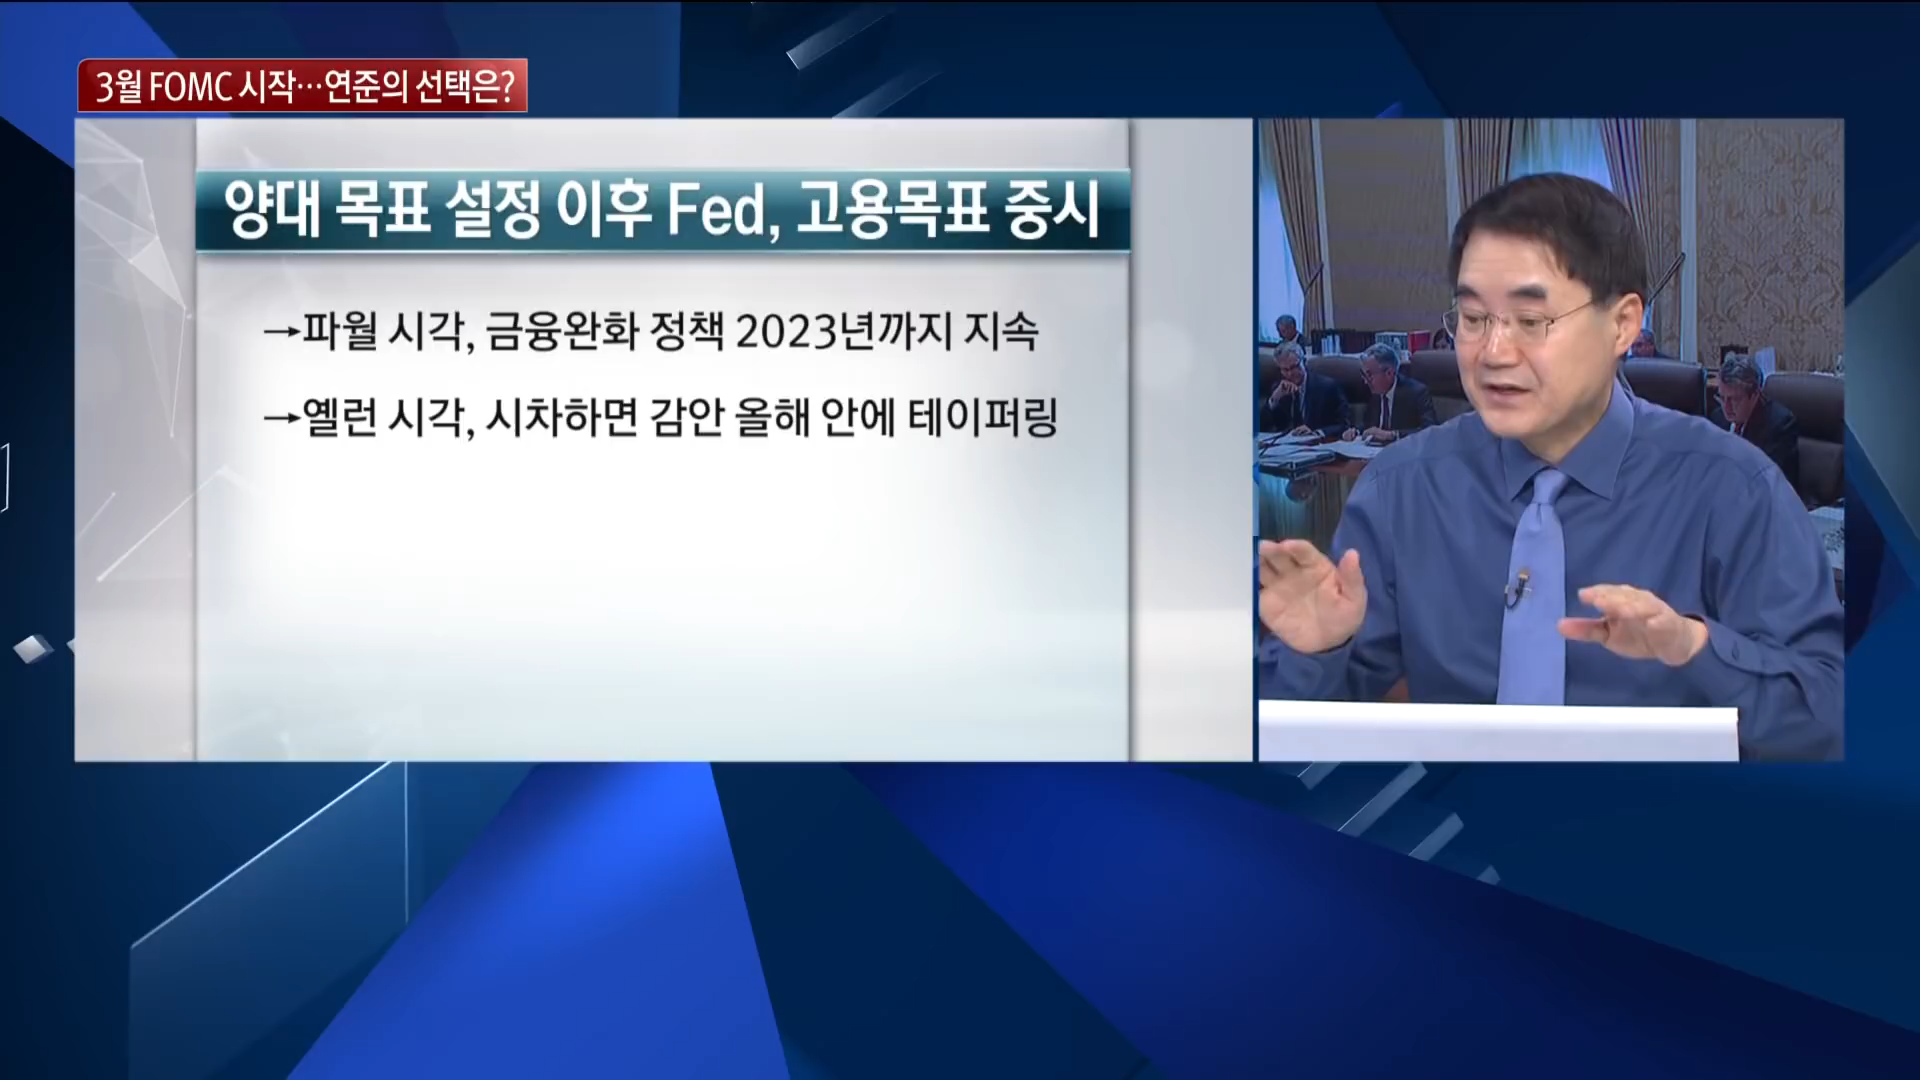 3월 FOMC 시작…연준의 선택은?
양대 목표 설정 이후 Fed, 고용목표 중시
→파월 시각, 금융완화 정책 2023년까지 지속
→옐런 시각, 시차하면 감안 올해 안에 테이퍼링